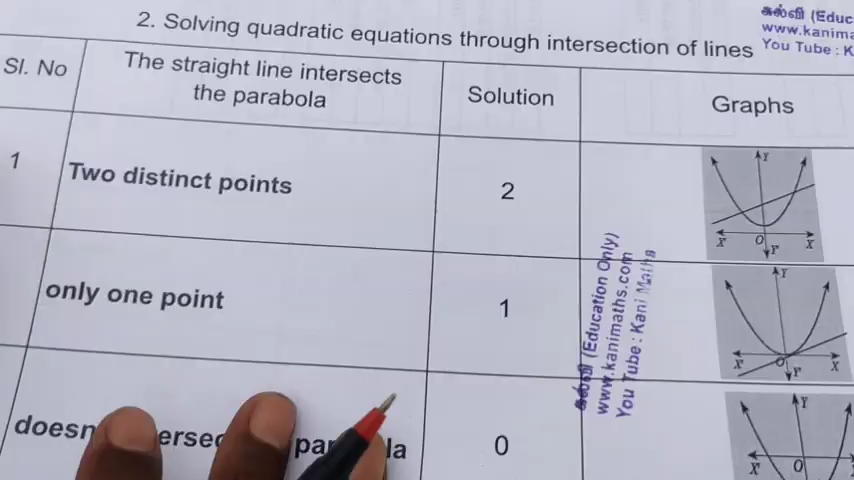 2. Solving quadratic equations through intersection of lines
கல்வி (Educ
www.kanima
You Tube : K
Sl. No
The straight line intersects
the parabola
Solution
Graphs
1
Two distinct points
2
Y
X'
O
X
Y'
only one point
1
Y
X'
O
X
Y'
கல்வி (Education Only)
www.kanimaths.com
You Tube : Kani Maths
doesn
ersec
pa
la
0
Y
X'
O